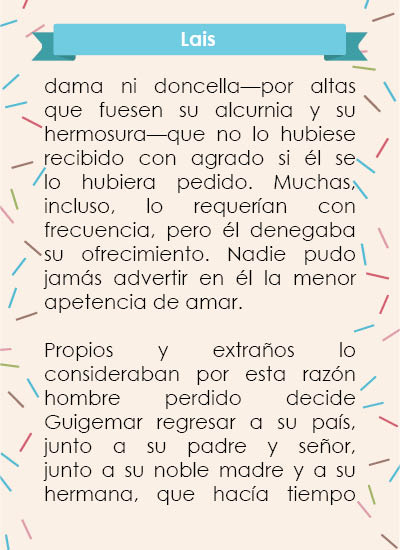 Lais
dama ni doncella—por altas
que fuesen su alcurnia y su
hermosura—que no lo hubiese
recibido con agrado si él se
lo hubiera pedido. Muchas,
incluso, lo requerían con
frecuencia, pero él denegaba
su ofrecimiento. Nadie pudo
jamás advertir en él la menor
apetencia de amar.
Propios y extraños lo
consideraban por esta razón
hombre perdido decide
Guigemar regresar a su país,
junto a su padre y señor,
junto a su noble madre y a su
hermana, que hacía tiempo